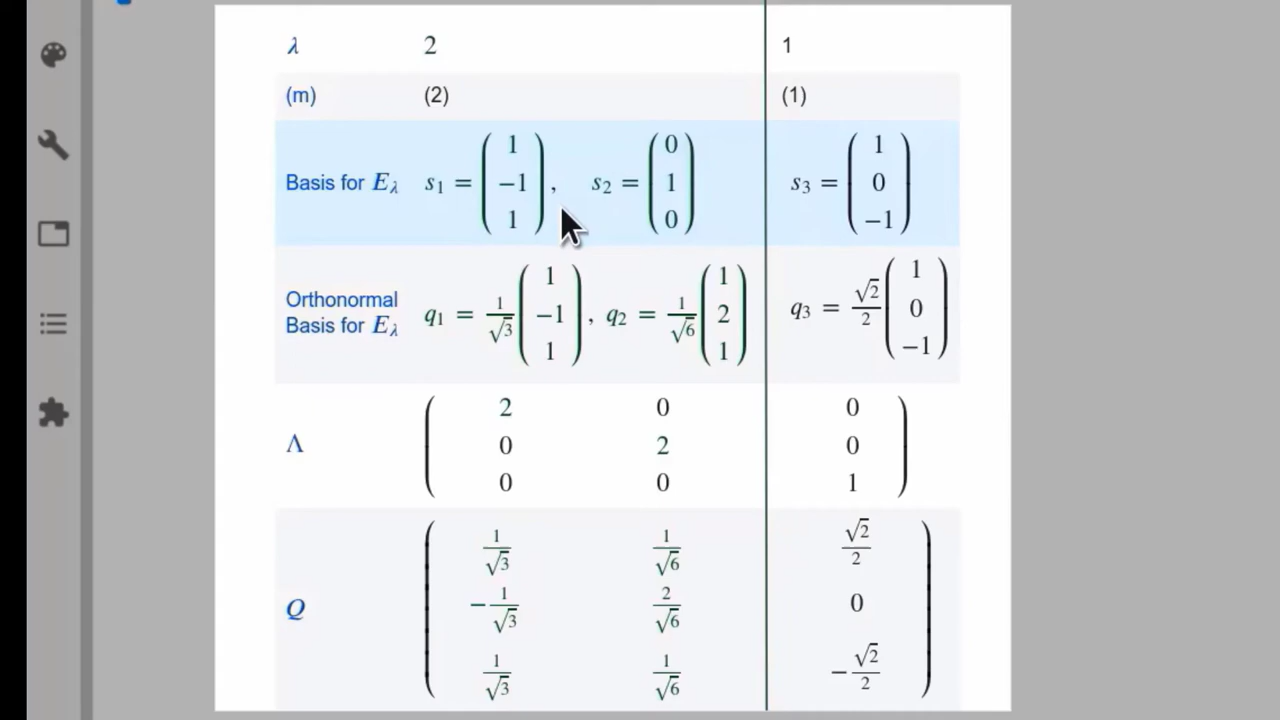 λ 2 1
(m) (2) (1)
Basis for E_λ s₁ = (1 −1 1), s₂ = (0 1 0) s₃ = (1 0 −1)
Orthonormal Basis for E_λ q₁ = 1/√3 (1 −1 1), q₂ = 1/√6 (1 2 1) q₃ = √2/2 (1 0 −1)
Λ
2 0 0
0 2 0
0 0 1
Q
1/√3 1/√6 √2/2
−1/√3 2/√6 0
1/√3 1/√6 −√2/2